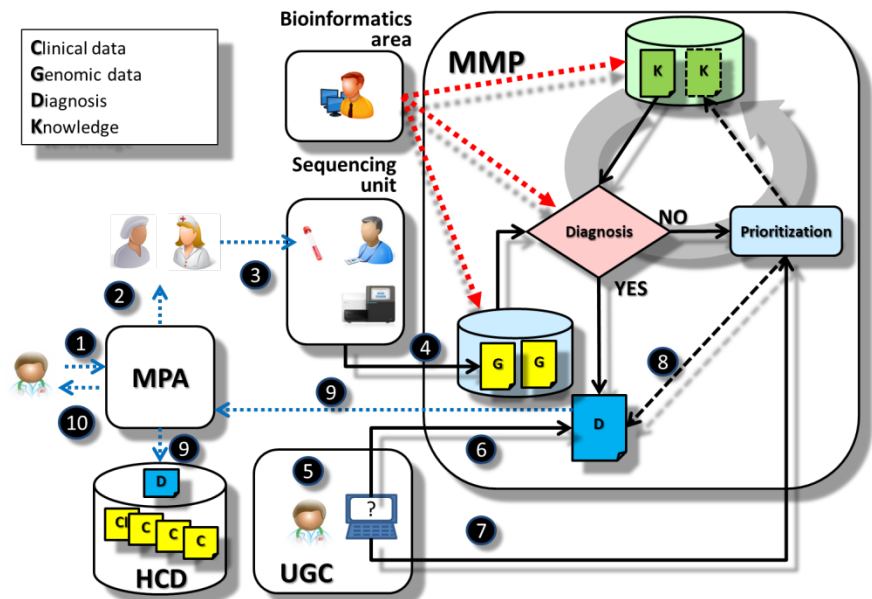 Clinical data
Genomic data
Diagnosis
Knowledge
Bioinformatics
area
MMP
K
K
Sequencing
unit
Diagnosis
NO
Prioritization
YES
3
2
1
MPA
10
4
G
G
8
9
D
9
6
5
?
7
D
C
C
C
HCD
UGC